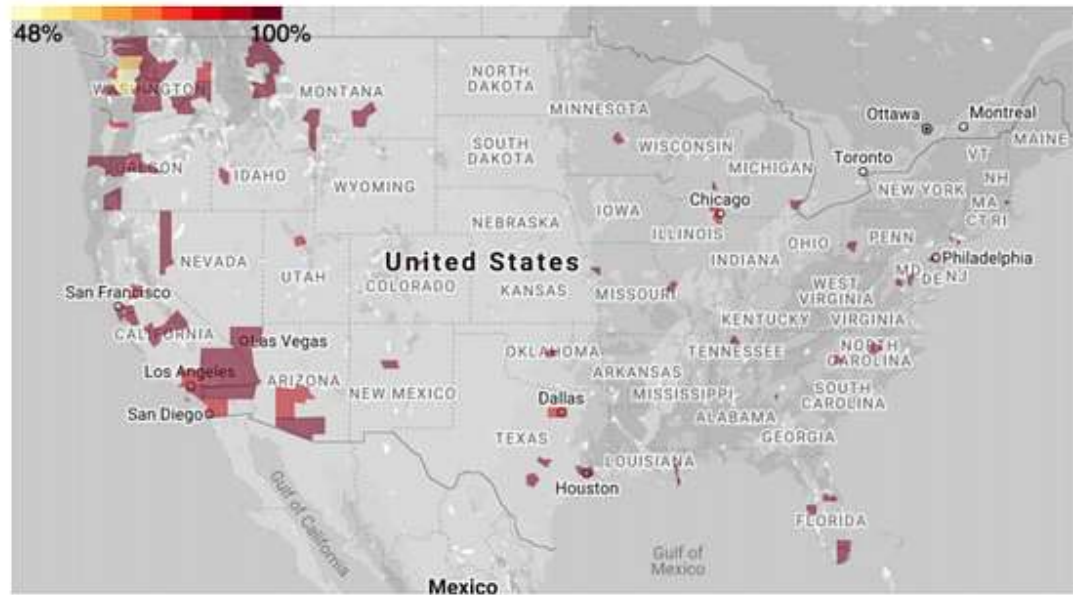 48%
100%
WASHINGTON
MONTANA
NORTH
DAKOTA
MINNESOTA
Ottawa
Montreal
MAINE
SOUTH
DAKOTA
WISCONSIN
MICHIGAN
Toronto
VT
NH
OREGON
IDAHO
WYOMING
NEW YORK
MA
CT RI
IOWA
Chicago
ILLINOIS
NEBRASKA
OHIO
PENN
NEVADA
UTAH
COLORADO
United States
INDIANA
Philadelphia
MD
DE
NJ
San Francisco
KANSAS
MISSOURI
WEST
VIRGINIA
CALIFORNIA
Las Vegas
KENTUCKY
VIRGINIA
OKLAHOMA
TENNESSEE
NORTH
CAROLINA
Los Angeles
ARIZONA
NEW MEXICO
ARKANSAS
MISSISSIPPI
SOUTH
CAROLINA
San Diego
Dallas
ALABAMA
TEXAS
GEORGIA
LOUISIANA
Houston
FLORIDA
Gulf of California
Gulf of
Mexico
Mexico